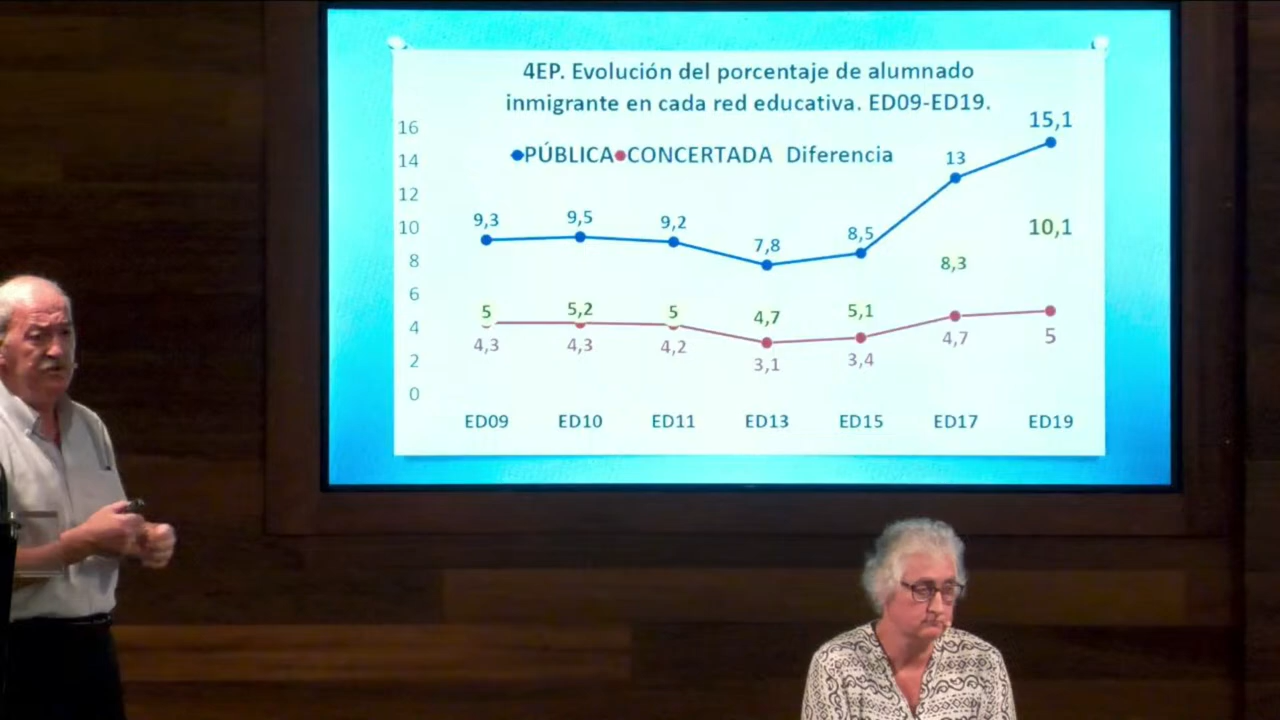 4EP. Evolución del porcentaje de alumnado
inmigrante en cada red educativa. ED09-ED19.
PÚBLICA CONCERTADA Diferencia
16
14
12
10
8
6
4
2
0
9,3 9,5 9,2 7,8 8,5 13 15,1
5 5,2 5 4,7 5,1 8,3 10,1
4,3 4,3 4,2 3,1 3,4 4,7 5
ED09 ED10 ED11 ED13 ED15 ED17 ED19